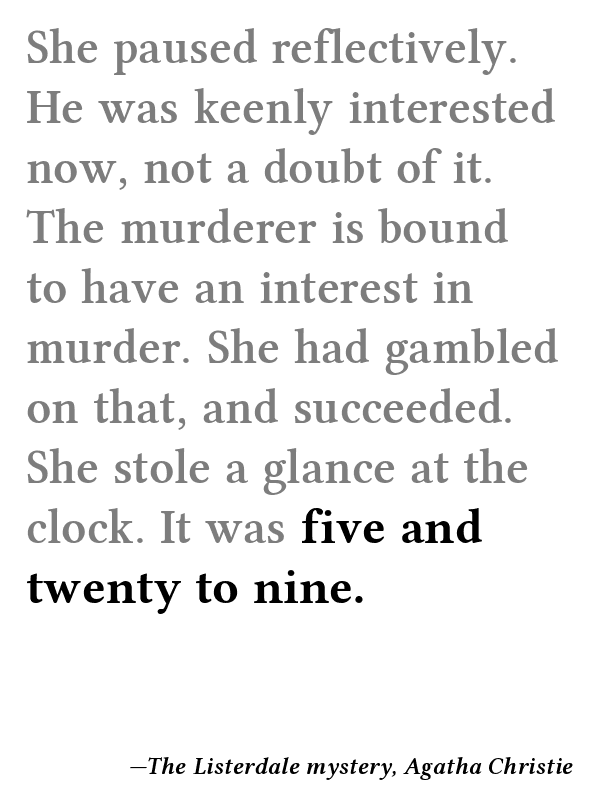 She paused reflectively.
He was keenly interested
now, not a doubt of it.
The murderer is bound
to have an interest in
murder. She had gambled
on that, and succeeded.
She stole a glance at the
clock. It was five and
twenty to nine.
—The Listerdale mystery, Agatha Christie